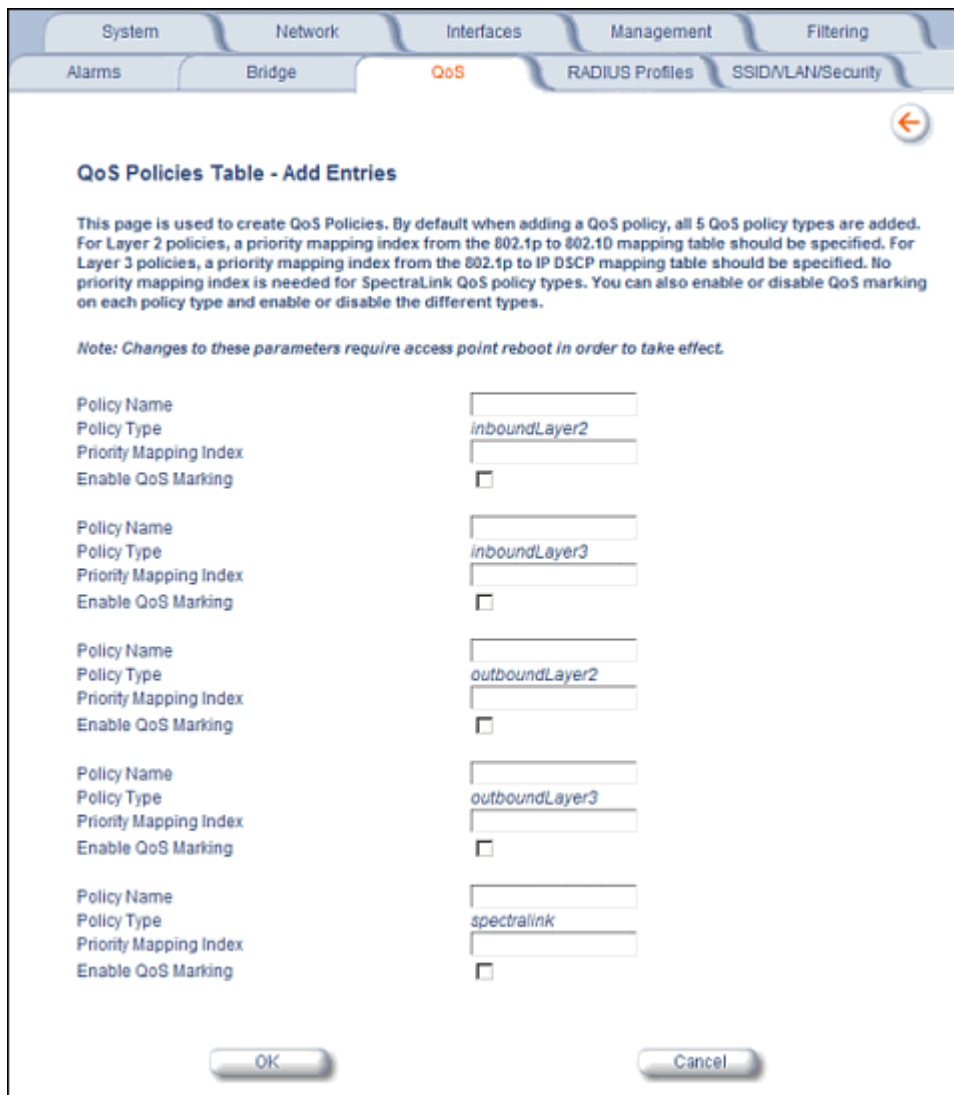 System Network Interfaces Management Filtering
Alarms Bridge QoS RADIUS Profiles SSID/VLAN/Security
QoS Policies Table - Add Entries
This page is used to create QoS Policies. By default when adding a QoS policy, all 5 QoS policy types are added.
For Layer 2 policies, a priority mapping index from the 802.1p to 802.1D mapping table should be specified. For
Layer 3 policies, a priority mapping index from the 802.1p to IP DSCP mapping table should be specified. No
priority mapping index is needed for SpectraLink QoS policy types. You can also enable or disable QoS marking
on each policy type and enable or disable the different types.
Note: Changes to these parameters require access point reboot in order to take effect.
Policy Name
Policy Type inboundLayer2
Priority Mapping Index
Enable QoS Marking
Policy Name
Policy Type inboundLayer3
Priority Mapping Index
Enable QoS Marking
Policy Name
Policy Type outboundLayer2
Priority Mapping Index
Enable QoS Marking
Policy Name
Policy Type outboundLayer3
Priority Mapping Index
Enable QoS Marking
Policy Name
Policy Type spectralink
Priority Mapping Index
Enable QoS Marking
OK Cancel